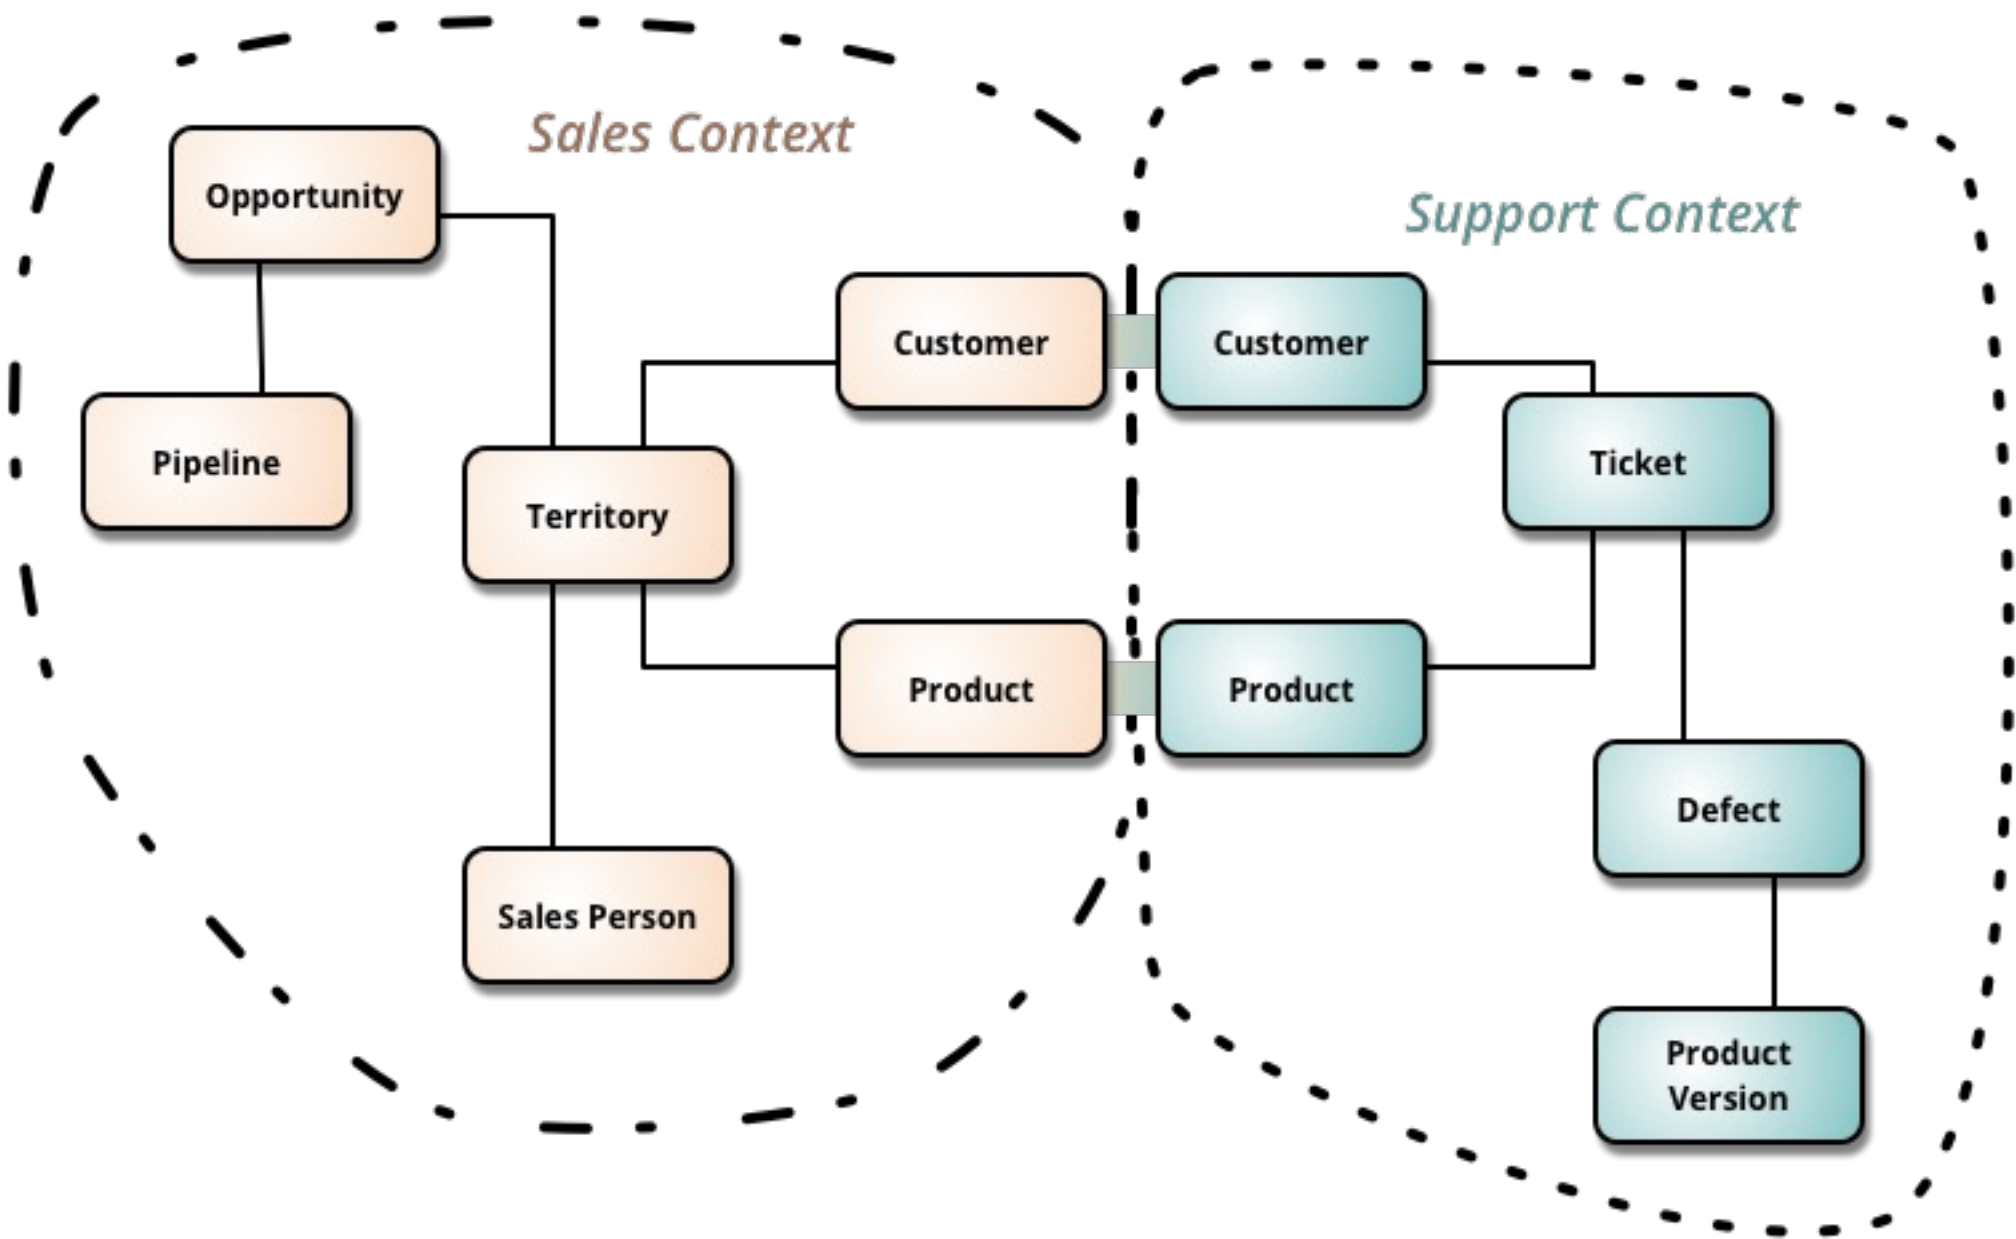 Sales Context
Opportunity
Pipeline
Territory
Customer
Product
Sales Person
Support Context
Customer
Ticket
Product
Defect
Product
Version